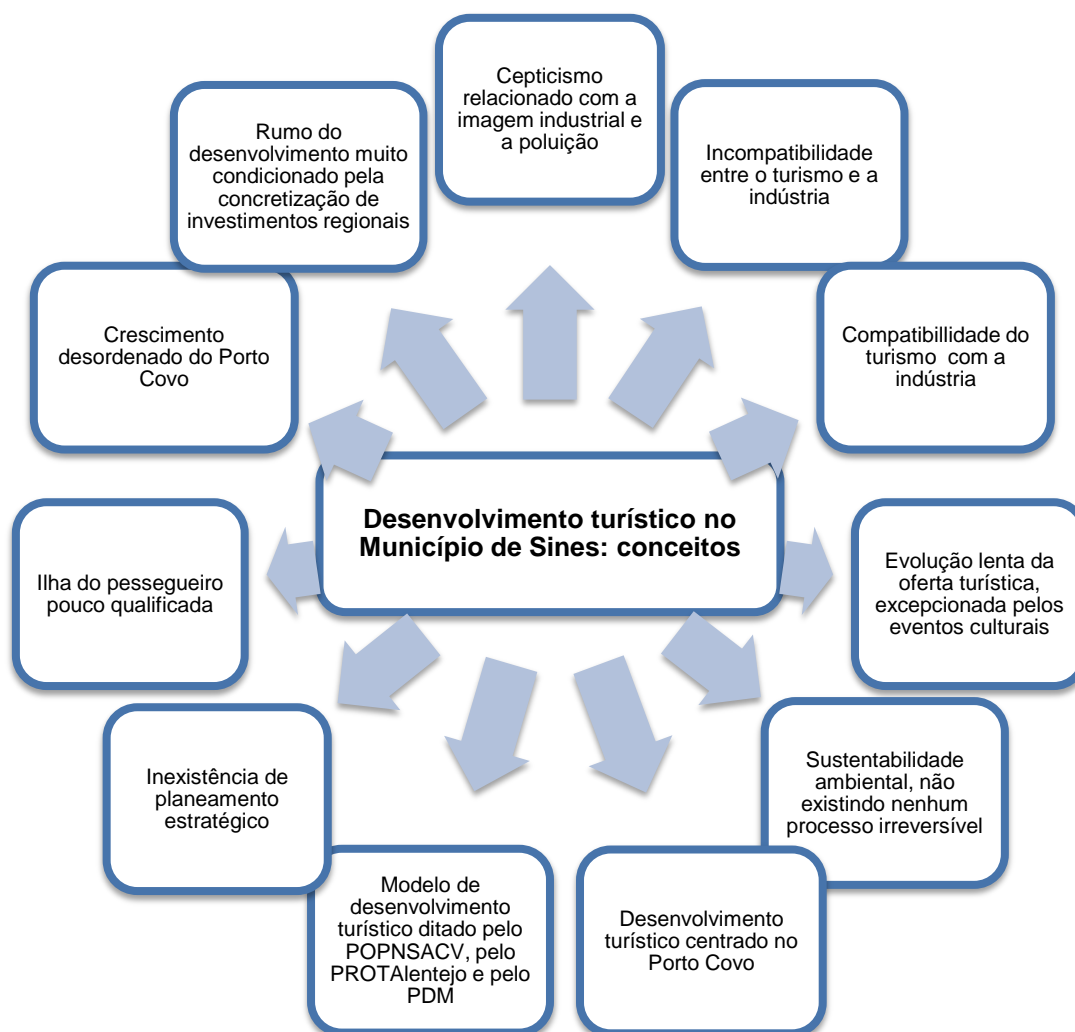 Cepticismo
relacionado com a
imagem industrial e
a poluição
Incompatibilidade
entre o turismo e a
indústria
Compatibillidade do
turismo com a
indústria
Evolução lenta da
oferta turística,
excepcionada pelos
eventos culturais
Sustentabilidade
ambiental, não
existindo nenhum
processo irreversível
Desenvolvimento
turístico centrado no
Porto Covo
Modelo de
desenvolvimento
turístico ditado pelo
POPNSACV, pelo
PROTAlentejo e pelo
PDM
Inexistência de
planeamento
estratégico
Ilha do pessegueiro
pouco qualificada
Crescimento
desordenado do Porto
Covo
Rumo do
desenvolvimento muito
condicionado pela
concretização de
investimentos regionais
Desenvolvimento turístico no
Município de Sines: conceitos